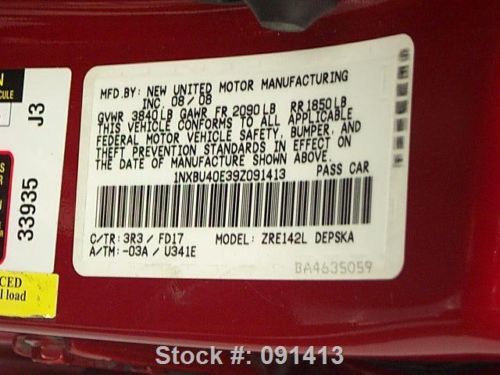 MFD.BY: NEW UNITED MOTOR MANUFACTURING
INC. 08/08
GVWR 3840LB GAWR FR 2090LB RR1850LB
THIS VEHICLE CONFORMS TO ALL APPLICABLE
FEDERAL MOTOR VEHICLE SAFETY, BUMPER, AND
THEFT PREVENTION STANDARDS IN EFFECT ON
THE DATE OF MANUFACTURE SHOWN ABOVE.
1NXBU40E39Z091413 PASS CAR
C/TR: 3R3 / FD17 MODEL: ZRE142L DEPSKA
A/TM: -03A / U341E
BA4635059
J3
33935
CED
l load
Stock #: 091413